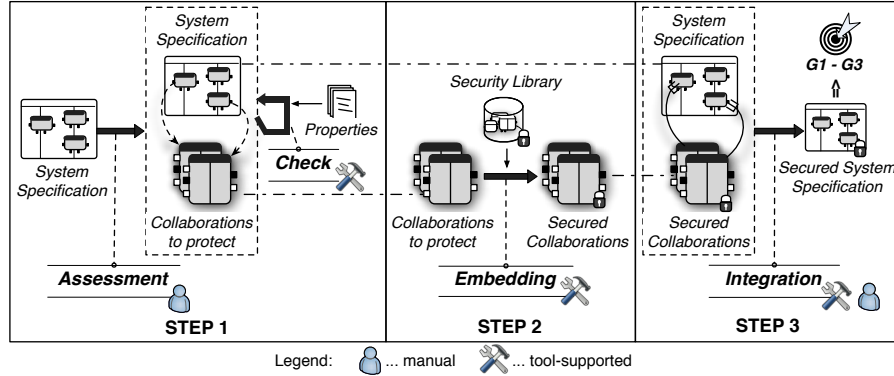 System
Specification
System
Specification
Properties
Check
Collaborations
to protect
Assessment
STEP 1
Security Library
Collaborations
to protect
Secured
Collaborations
Embedding
STEP 2
System
Specification
G1 - G3
Secured System
Specification
Secured
Collaborations
Integration
STEP 3
Legend: ... manual ... tool-supported